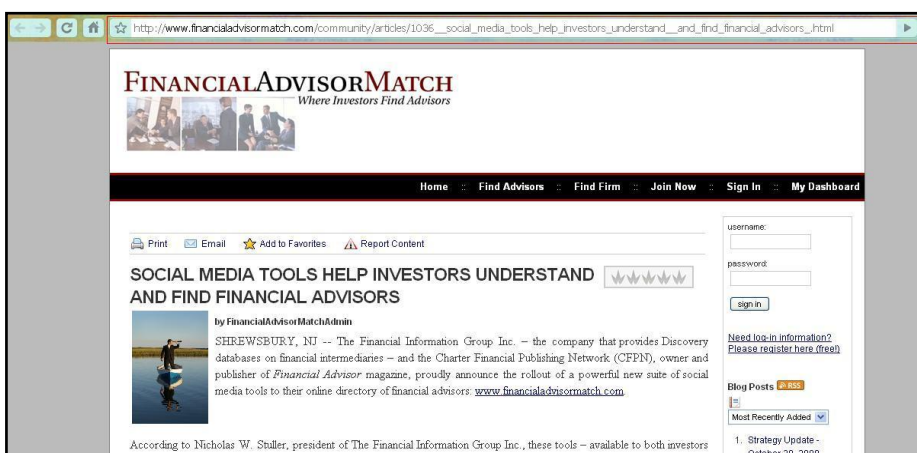 http://www.financialadvisormatch.com/community/articles/1036__social_media_tools_help_investors_understand__and_find_financial_advisors_.html
FINANCIALADVISORMATCH
Where Investors Find Advisors
Home :: Find Advisors :: Find Firm :: Join Now :: Sign In :: My Dashboard
Print Email Add to Favorites Report Content
SOCIAL MEDIA TOOLS HELP INVESTORS UNDERSTAND
AND FIND FINANCIAL ADVISORS
by FinancialAdvisorMatchAdmin
SHREWSBURY, NJ -- The Financial Information Group Inc. – the company that provides Discovery
databases on financial intermediaries – and the Charter Financial Publishing Network (CFPN), owner and
publisher of Financial Advisor magazine, proudly announce the rollout of a powerful new suite of social
media tools to their online directory of financial advisors: www.financialadvisormatch.com.
According to Nicholas W. Stuller, president of The Financial Information Group Inc., these tools – available to both investors
username:
password:
sign in
Need log-in information?
Please register here (free!)
Blog Posts RSS
Most Recently Added
1. Strategy Update -